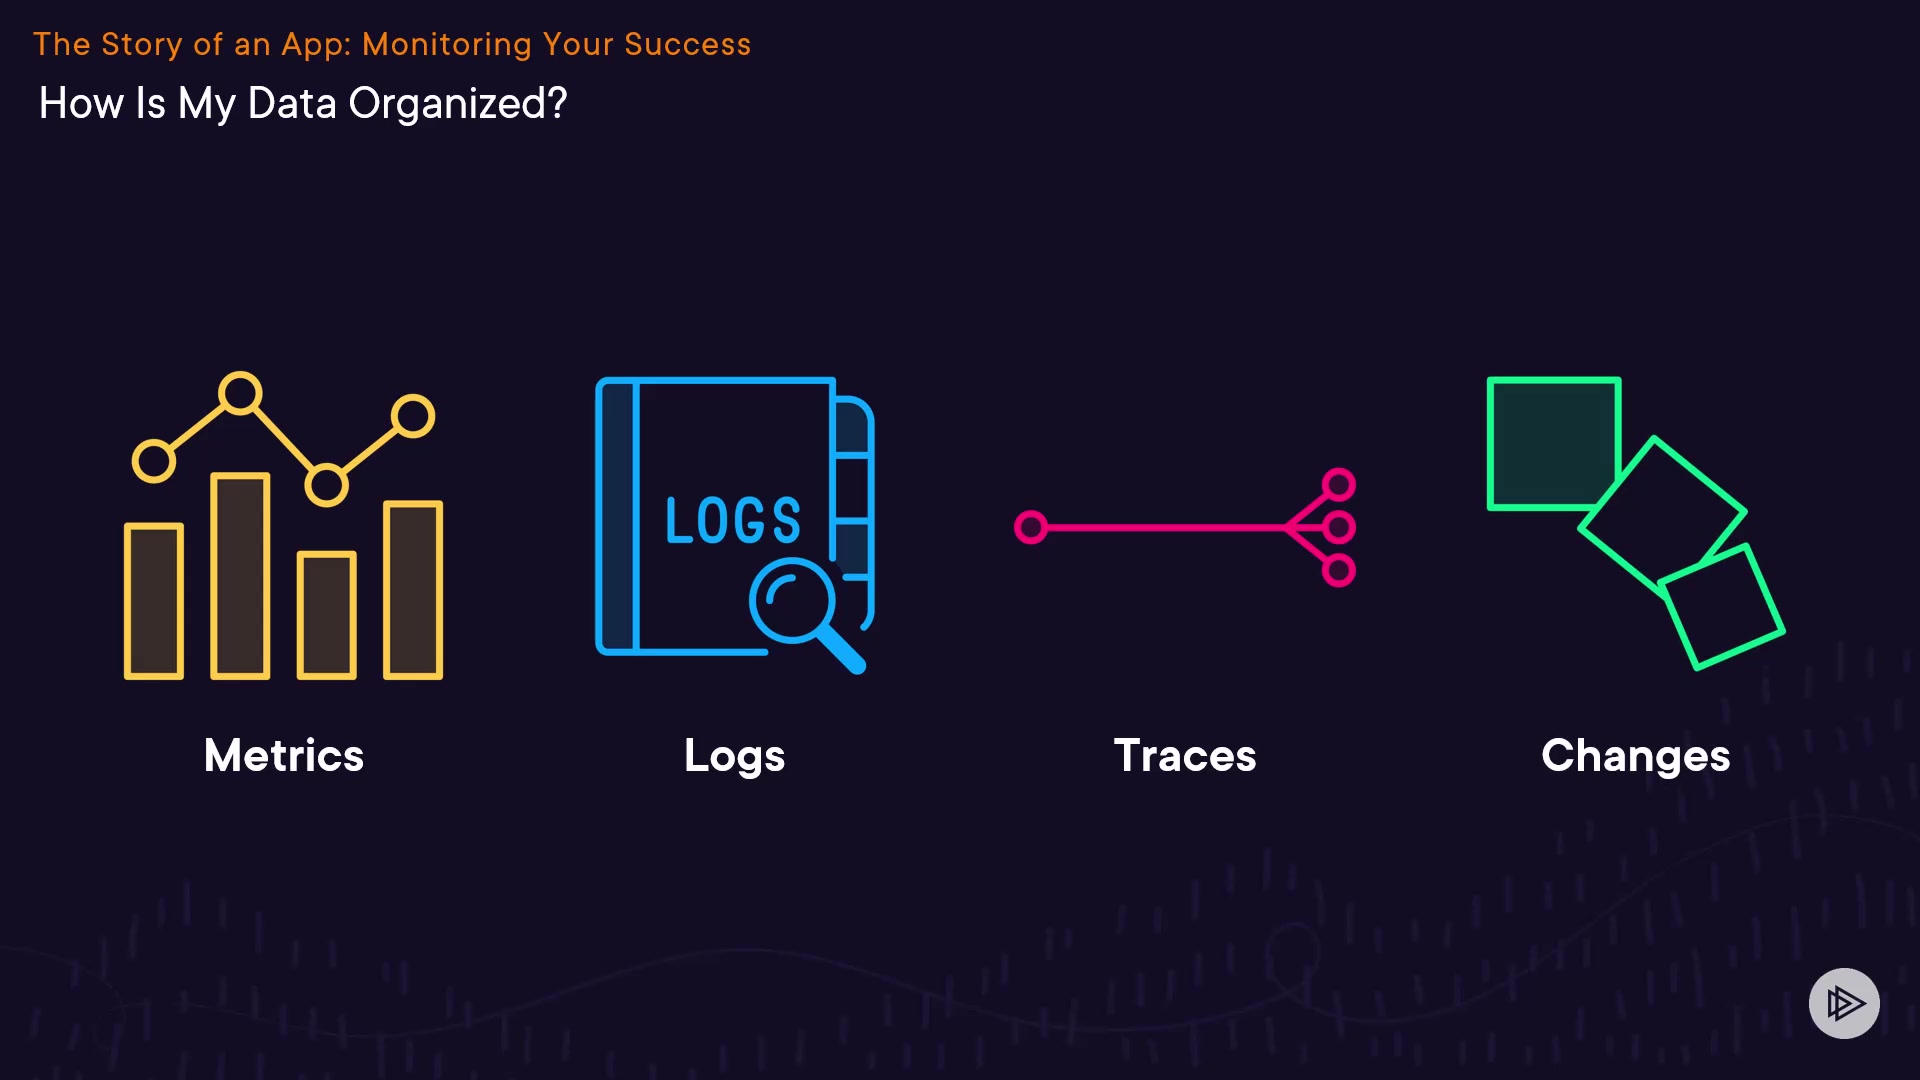 The Story of an App: Monitoring Your Success
How Is My Data Organized?
LOGS
Metrics
Logs
Traces
Changes